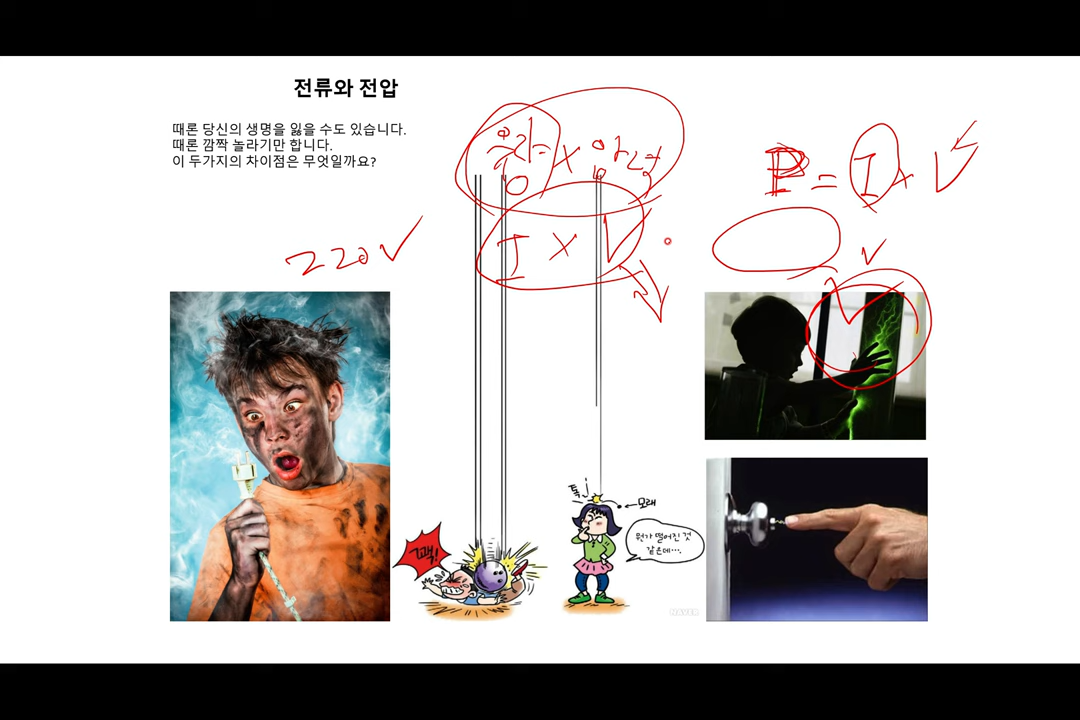 전류와 전압
때론 당신의 생명을 잃을 수도 있습니다.
때론 깜짝 놀라기만 합니다.
이 두가지의 차이점은 무엇일까요?
P = I x V
I x V
V
220V
V
톡!
모래
꽥!
뭔가 떨어진 것
같은데···.
NAVER